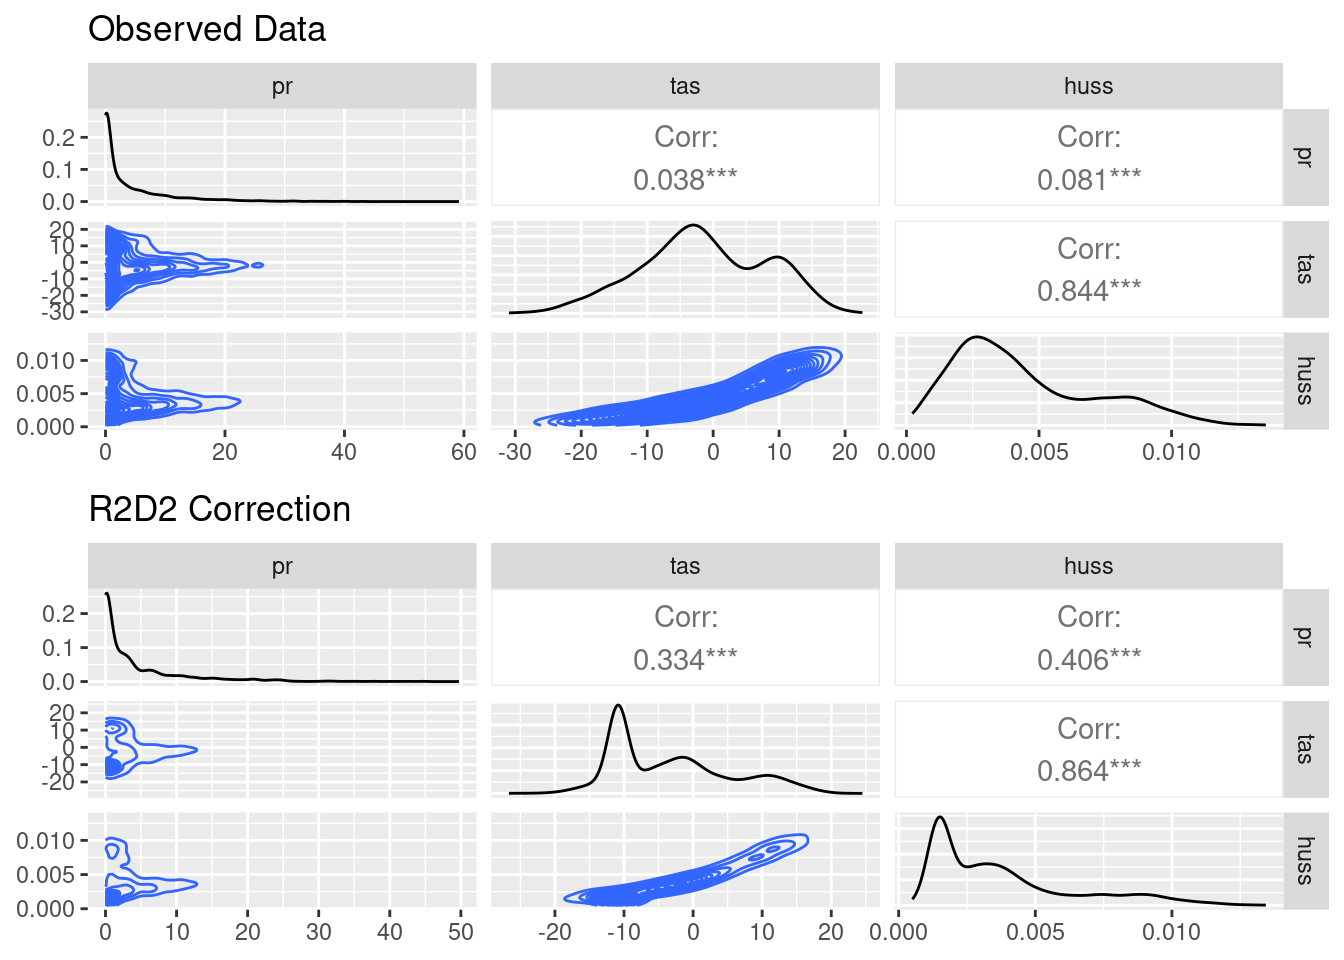 Observed Data
pr tas huss
0.2 Corr: Corr: pr
0.1 0.038*** 0.081***
0.0
20 Corr: tas
10 0.844***
0
-10
-20
-30
0.010 huss
0.005
0.000
0 20 40 60 -30 -20 -10 0 10 20 0.000 0.005 0.010
R2D2 Correction
pr tas huss
0.2 Corr: Corr: pr
0.1 0.334*** 0.406***
0.0
20 Corr: tas
10 0.864***
0
-10
-20
0.010 huss
0.005
0.000
0 10 20 30 40 50 -20 -10 0 10 20 0.000 0.005 0.010